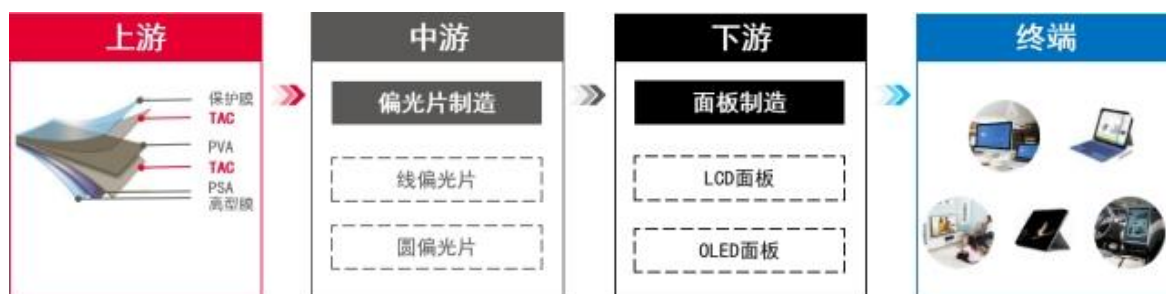 上游
中游
下游
终端
保护膜
TAC
PVA
TAC
PSA
离型膜
偏光片制造
线偏光片
圆偏光片
面板制造
LCD面板
OLED面板